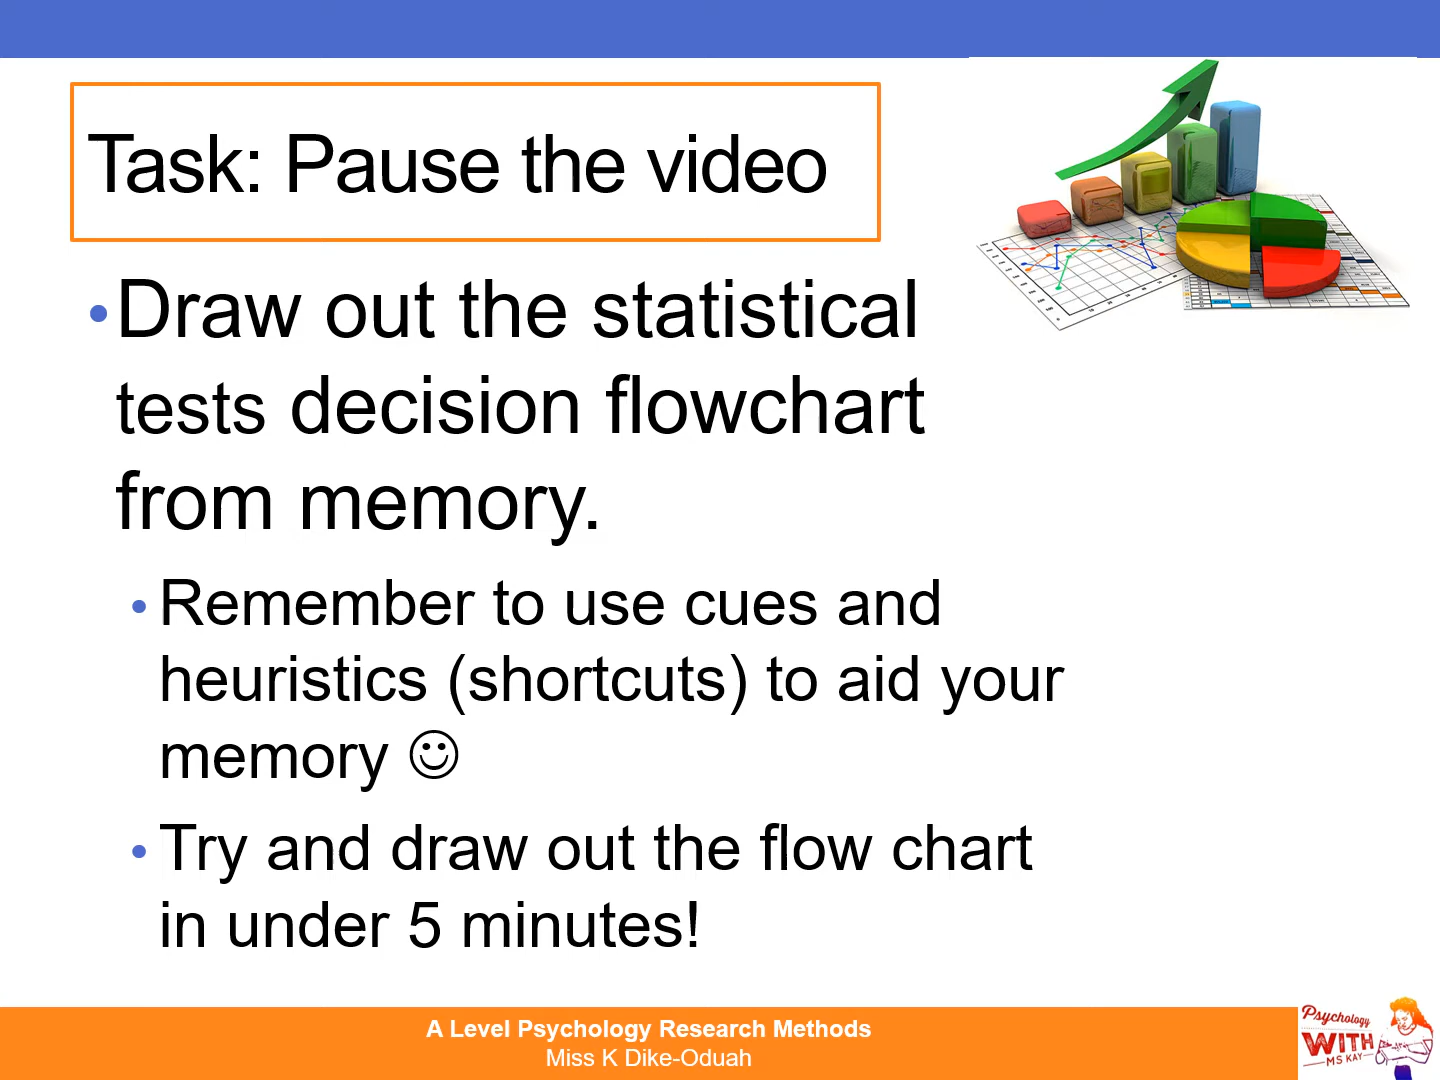 Task: Pause the video
•Draw out the statistical
tests decision flowchart
from memory.
•Remember to use cues and
heuristics (shortcuts) to aid your
memory ☺
•Try and draw out the flow chart
in under 5 minutes!
A Level Psychology Research Methods
Miss K Dike-Oduah
Psychology
WITH
MS KAY